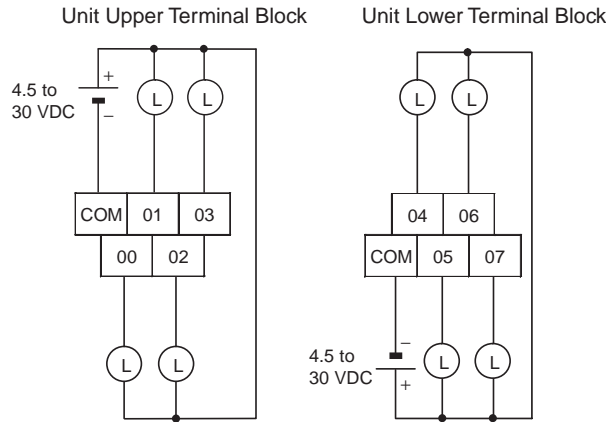 Unit Upper Terminal Block
+
4.5 to
30 VDC
−
L
L
COM
01
03
00
02
L
L
Unit Lower Terminal Block
L
L
04
06
COM
05
07
4.5 to
30 VDC
−
+
L
L